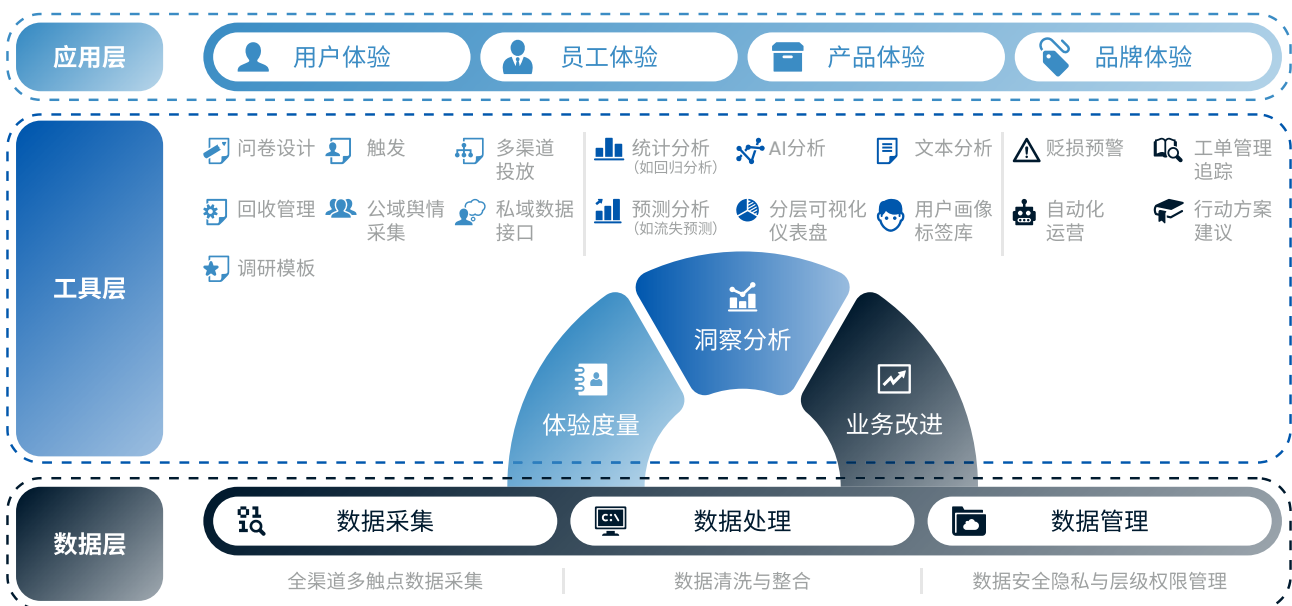 应用层
用户体验
员工体验
产品体验
品牌体验
工具层
问卷设计
触发
多渠道
投放
回收管理
公域舆情
采集
私域数据
接口
调研模板
统计分析
(如回归分析)
AI分析
文本分析
预测分析
(如流失预测)
分层可视化
仪表盘
用户画像
标签库
贬损预警
工单管理
追踪
自动化
运营
行动方案
建议
体验度量
洞察分析
业务改进
数据层
数据采集
C:\
数据处理
数据管理
全渠道多触点数据采集
数据清洗与整合
数据安全隐私与层级权限管理